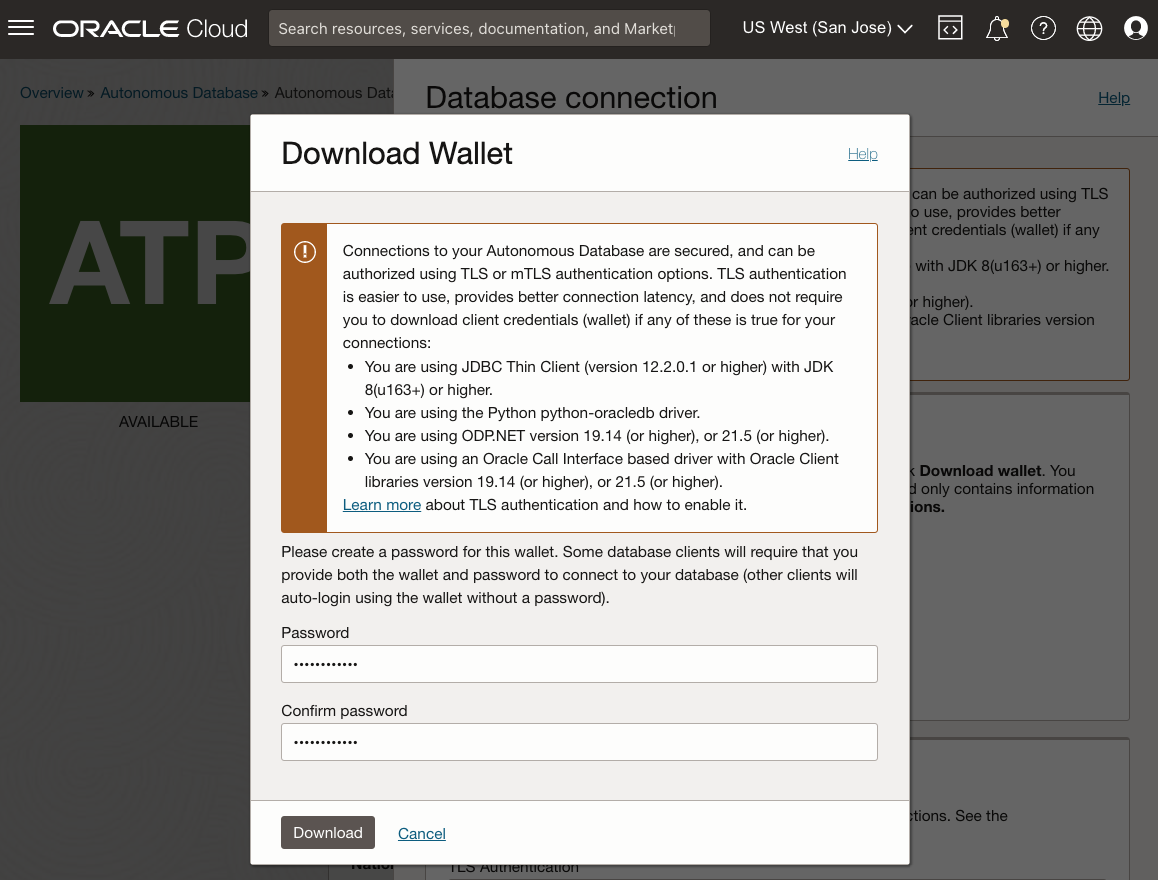 ORACLE Cloud
Search resources, services, documentation, and Market
US West (San Jose)
Overview » Autonomous Database » Autonomous Data
Database connection
Help
ATP
AVAILABLE
Download Wallet
Help
Connections to your Autonomous Database are secured, and can be
authorized using TLS or mTLS authentication options. TLS authentication
is easier to use, provides better connection latency, and does not require
you to download client credentials (wallet) if any of these is true for your
connections:
• You are using JDBC Thin Client (version 12.2.0.1 or higher) with JDK
8(u163+) or higher.
• You are using the Python python-oracledb driver.
• You are using ODP.NET version 19.14 (or higher), or 21.5 (or higher).
• You are using an Oracle Call Interface based driver with Oracle Client
libraries version 19.14 (or higher), or 21.5 (or higher).
Learn more about TLS authentication and how to enable it.
Please create a password for this wallet. Some database clients will require that you
provide both the wallet and password to connect to your database (other clients will
auto-login using the wallet without a password).
Password
••••••••••••
Confirm password
••••••••••••
Download
Cancel
can be authorized using TLS
o use, provides better
ent credentials (wallet) if any
with JDK 8(u163+) or higher.
or higher).
acle Client libraries version
Download wallet. You
d only contains information
ions.
ctions. See the
TLS Authentication